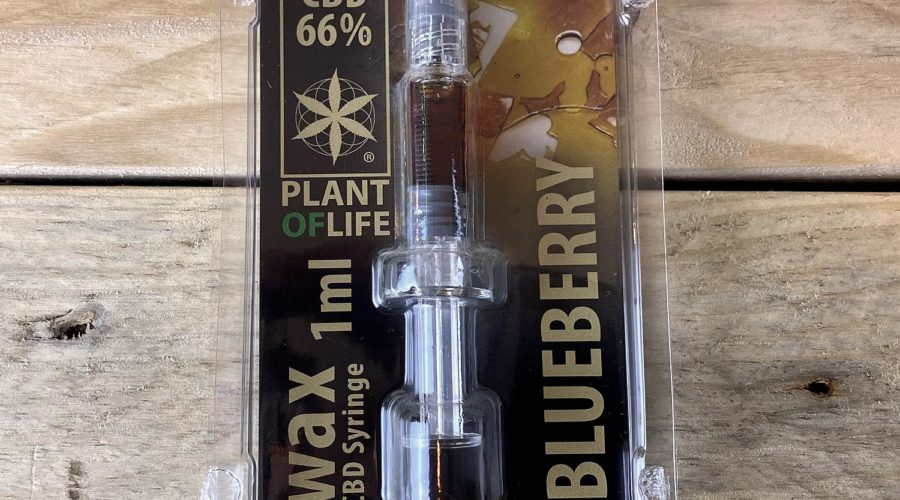 CBD
66%
®
PLANT
OFLIFE
Wax 1ml
CBD Syringe
BLUEBERRY